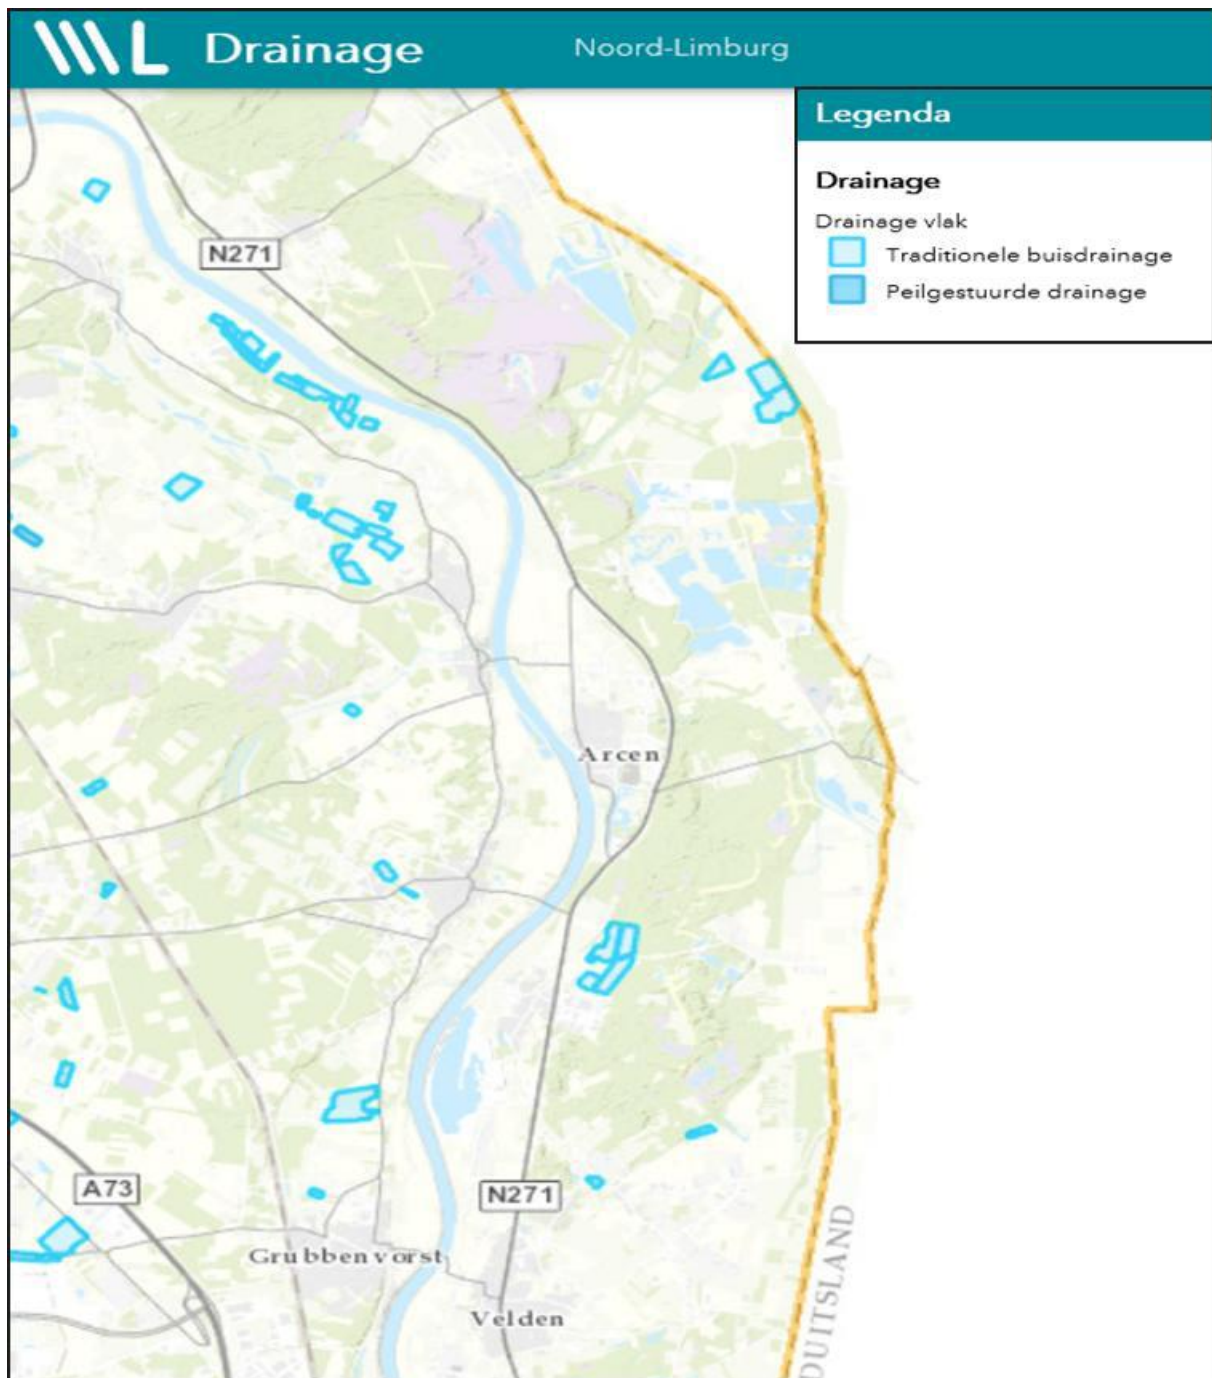 WL Drainage Noord-Limburg
Legenda
Drainage
Drainage vlak
Traditionele buisdrainage
Peilgestuurde drainage
N271
Arcen
A73
N271
Grubbenvorst
Velden
DUITSLAND